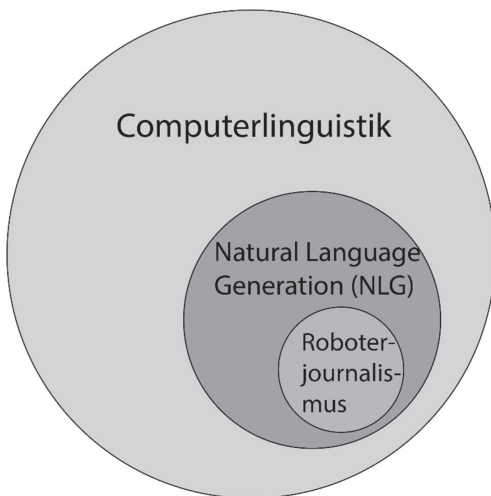 Computerlinguistik
Natural Language
Generation (NLG)
Roboter-
journalis-
mus